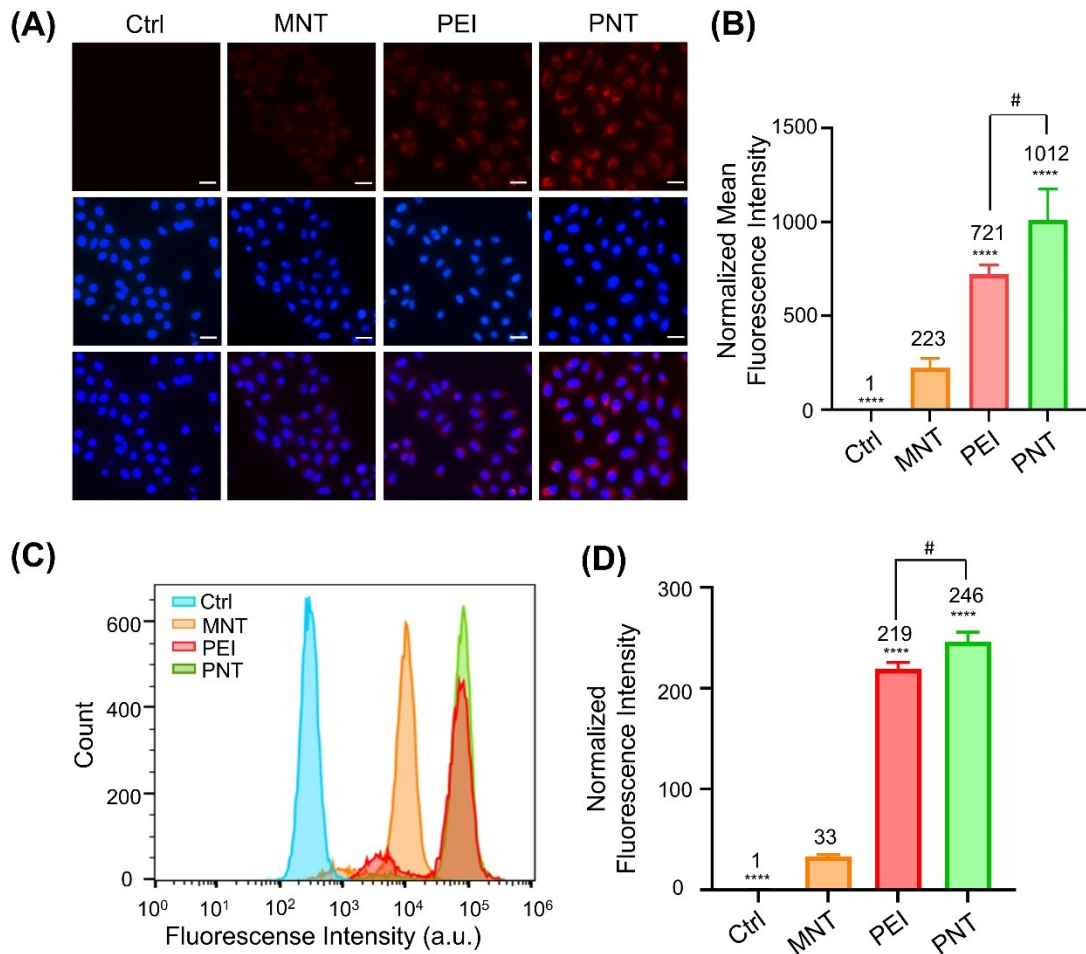 (A)
Ctrl MNT PEI PNT
(B)
Normalized Mean
Fluorescence Intensity
1500
1000
500
0
1
****
223
721
****
#
1012
****
Ctrl MNT PEI PNT
(C)
Count
600
400
200
0
Ctrl
MNT
PEI
PNT
10⁰ 10¹ 10² 10³ 10⁴ 10⁵ 10⁶
Fluorescense Intensity (a.u.)
(D)
Normalized
Fluorescence Intensity
300
200
100
0
1
****
33
219
****
#
246
****
Ctrl MNT PEI PNT